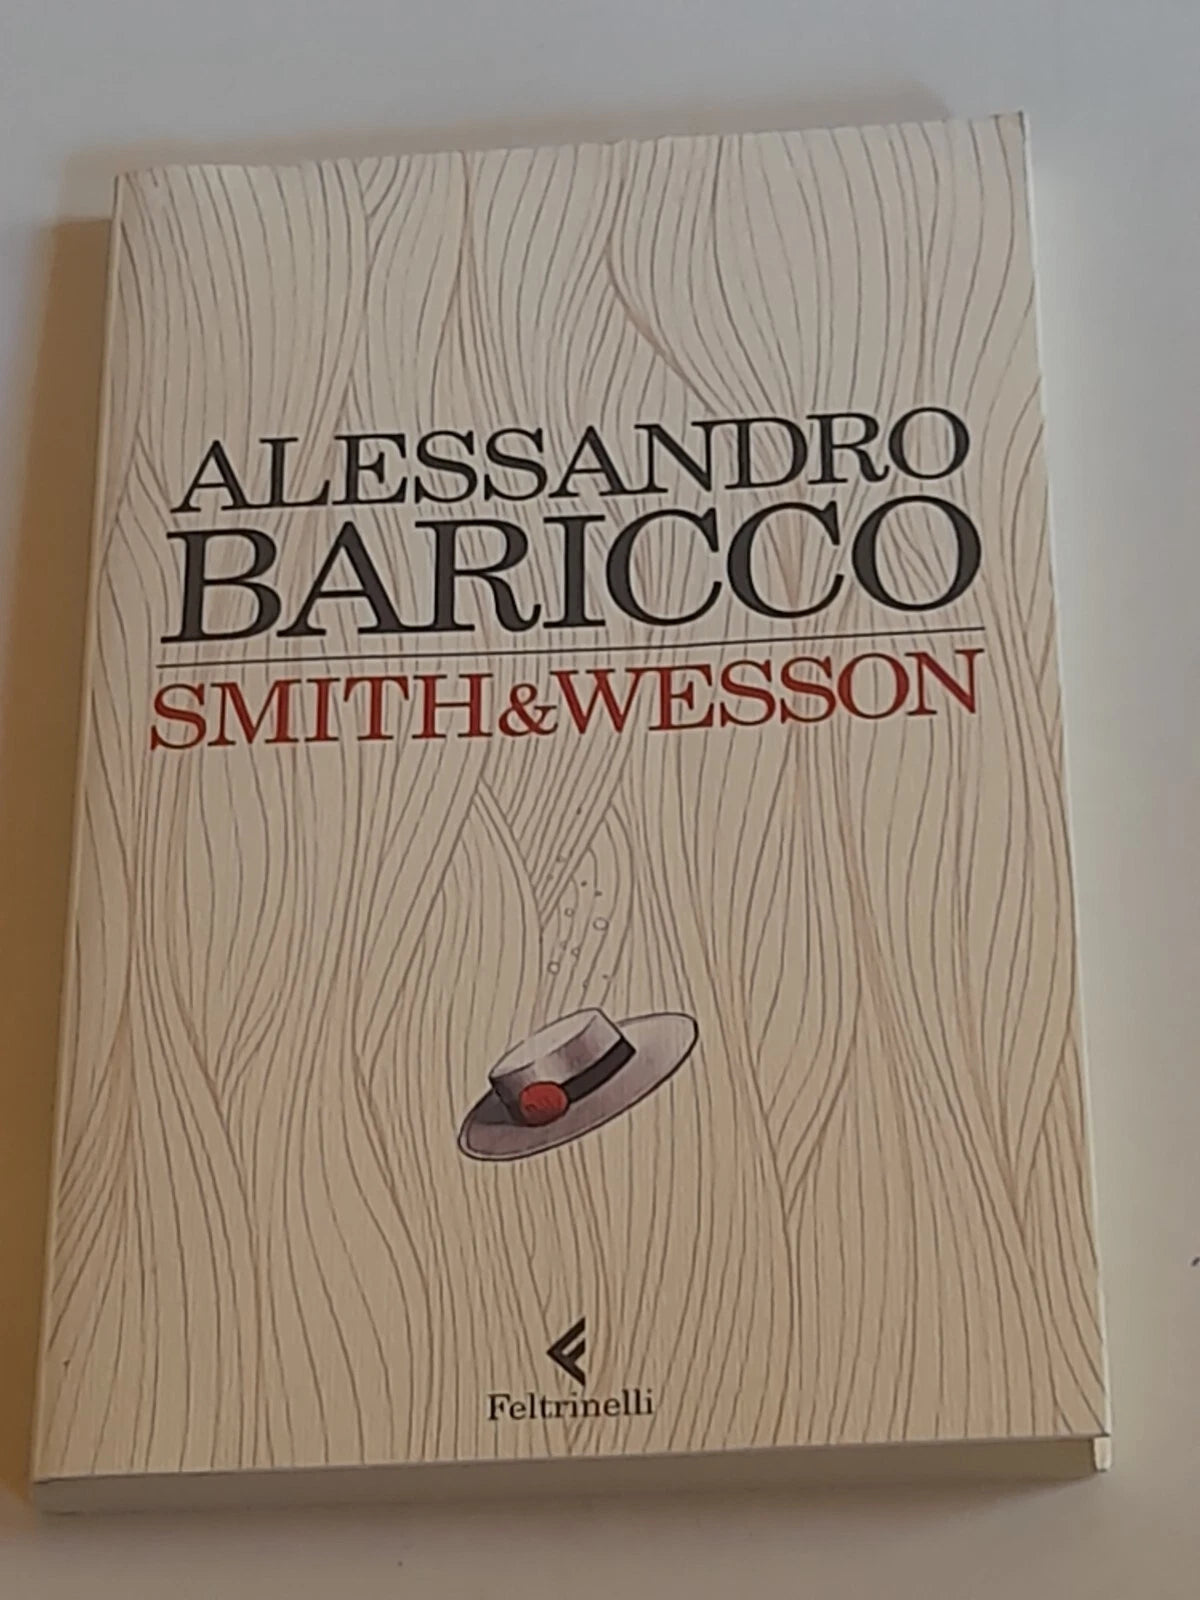 ALESSANDRO
BARICCO
SMITH&WESSON
Feltrinelli